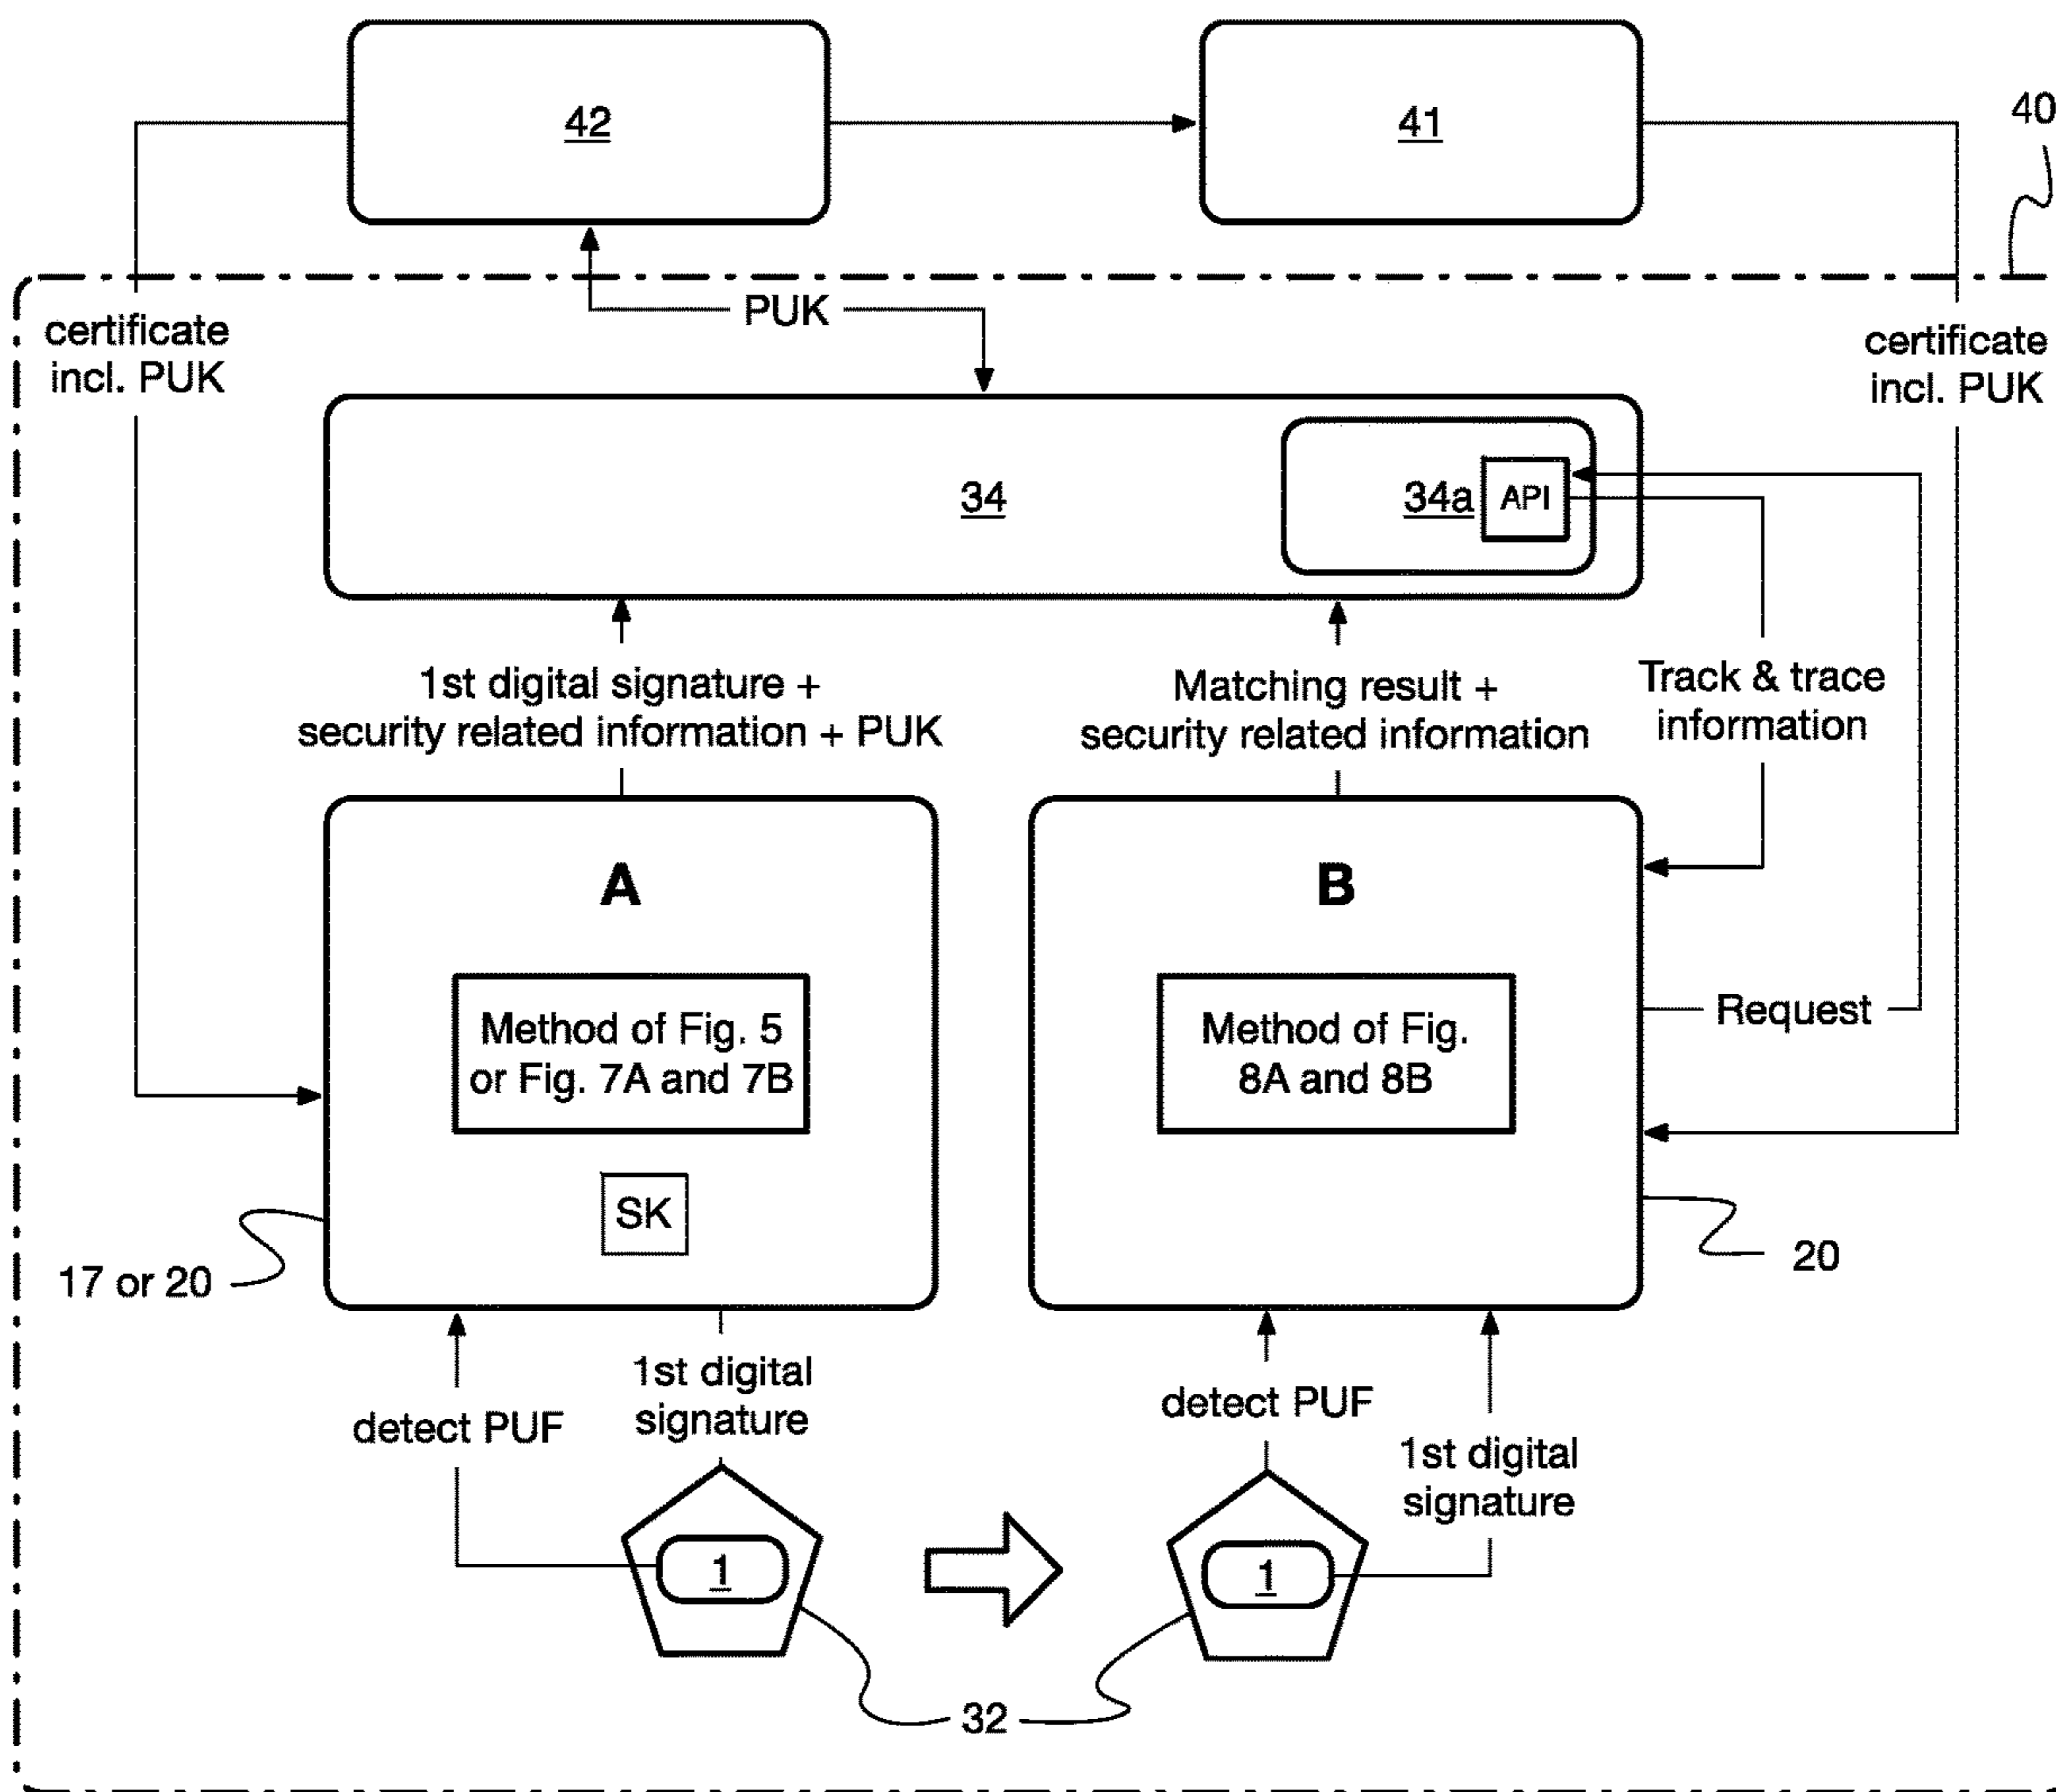 42
41
40
PUK
certificate
incl. PUK
certificate
incl. PUK
34
34a
API
1st digital signature +
security related information + PUK
Matching result +
security related information
Track & trace
information
A
B
Method of Fig. 5
or Fig. 7A and 7B
Method of Fig.
8A and 8B
Request
SK
17 or 20
20
detect PUF
1st digital
signature
detect PUF
1st digital
signature
1
1
32